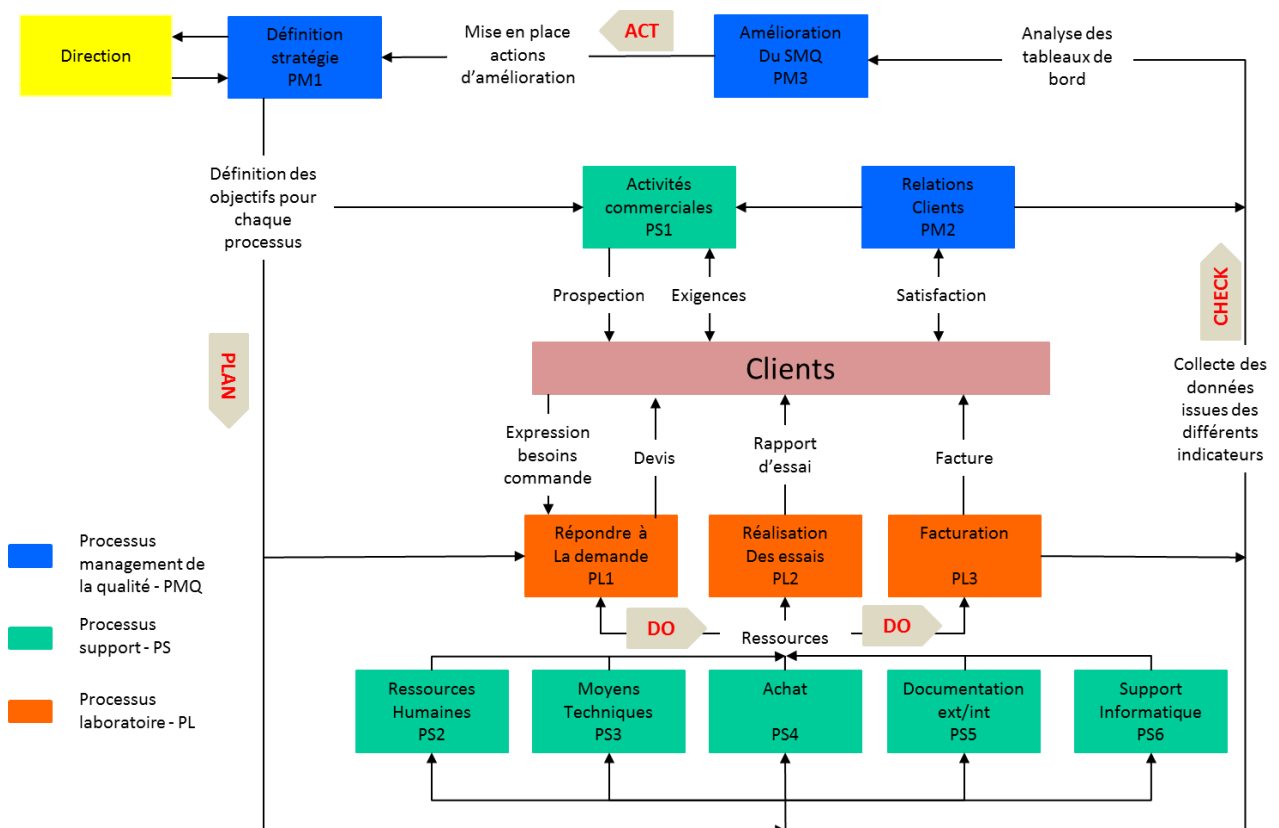 Direction
Définition
stratégie
PM1
Mise en place
actions
d’amélioration
ACT
Amélioration
Du SMQ
PM3
Analyse des
tableaux de
bord
Définition des
objectifs pour
chaque
processus
Activités
commerciales
PS1
Relations
Clients
PM2
Prospection
Exigences
Satisfaction
CHECK
PLAN
Clients
Collecte des
données
issues des
différents
indicateurs
Expression
besoins
commande
Devis
Rapport
d’essai
Facture
Répondre à
La demande
PL1
Réalisation
Des essais
PL2
Facturation
PL3
Processus
management de
la qualité - PMQ
Processus
support - PS
Processus
laboratoire - PL
DO
Ressources
DO
Ressources
Humaines
PS2
Moyens
Techniques
PS3
Achat
PS4
Documentation
ext/int
PS5
Support
Informatique
PS6